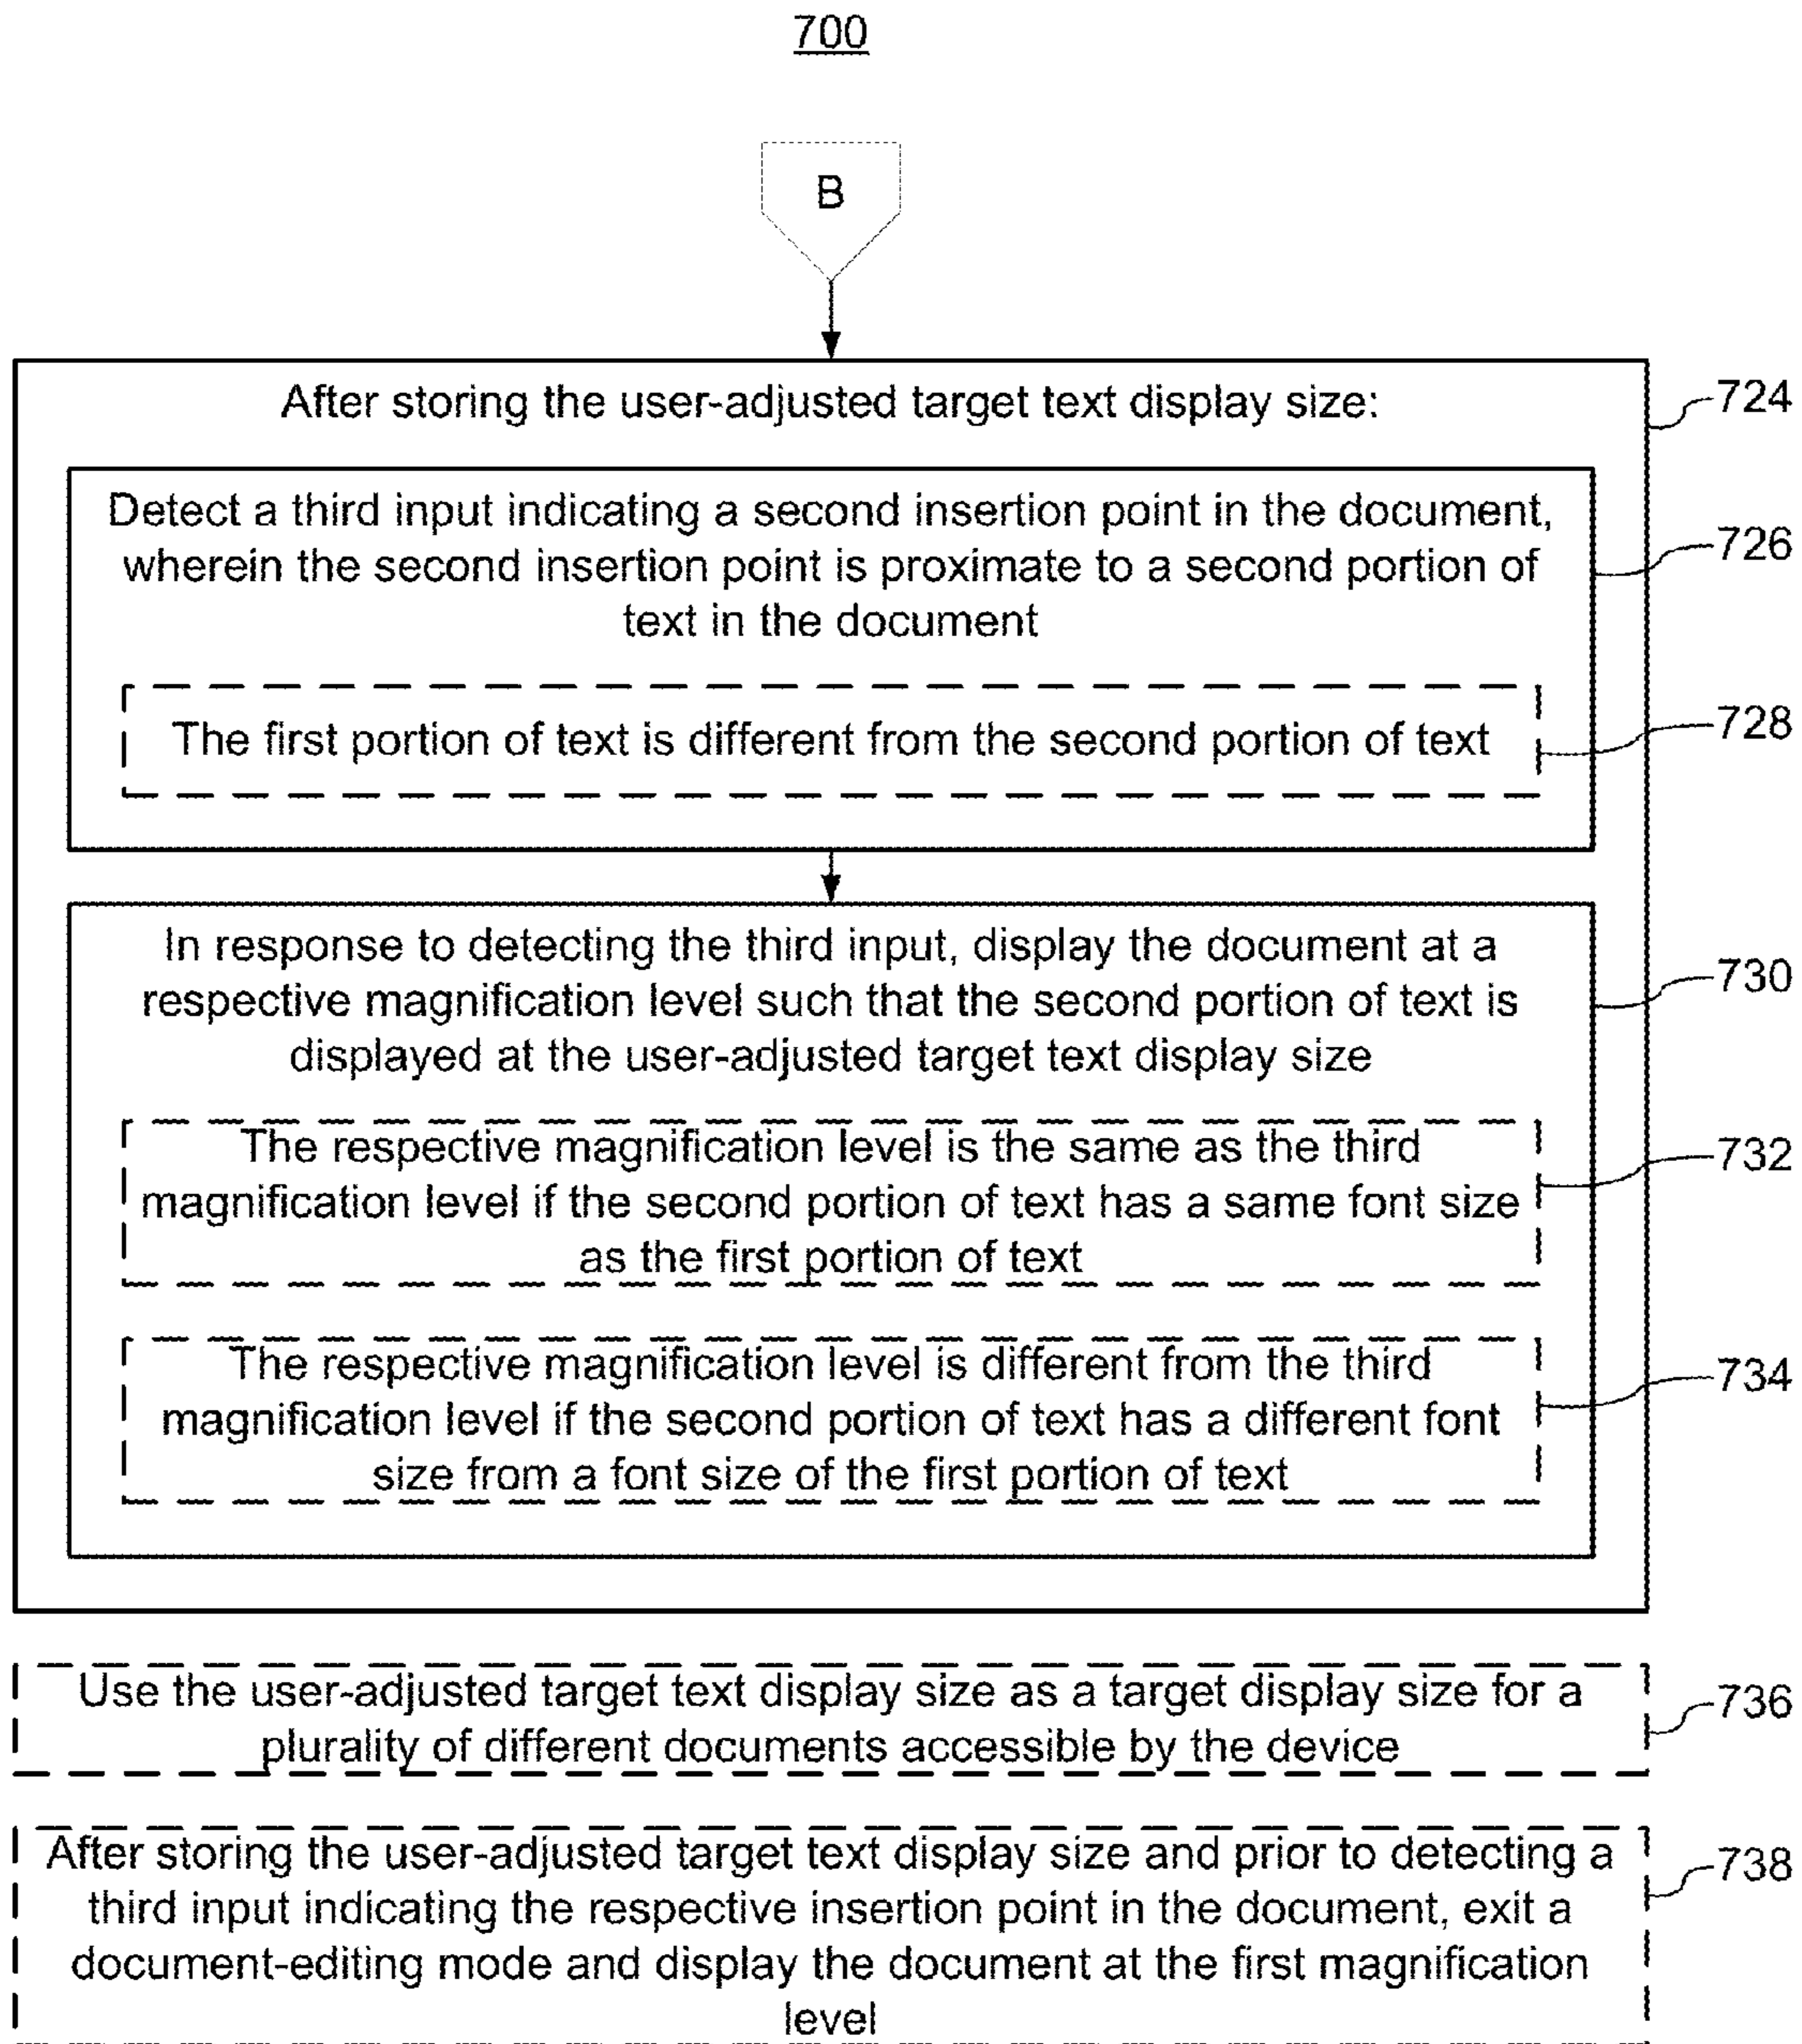 700
B
After storing the user-adjusted target text display size:
724
Detect a third input indicating a second insertion point in the document,
wherein the second insertion point is proximate to a second portion of
text in the document
726
The first portion of text is different from the second portion of text
728
In response to detecting the third input, display the document at a
respective magnification level such that the second portion of text is
displayed at the user-adjusted target text display size
730
The respective magnification level is the same as the third
magnification level if the second portion of text has a same font size
as the first portion of text
732
The respective magnification level is different from the third
magnification level if the second portion of text has a different font
size from a font size of the first portion of text
734
Use the user-adjusted target text display size as a target display size for a
plurality of different documents accessible by the device
736
After storing the user-adjusted target text display size and prior to detecting a
third input indicating the respective insertion point in the document, exit a
document-editing mode and display the document at the first magnification
level
738